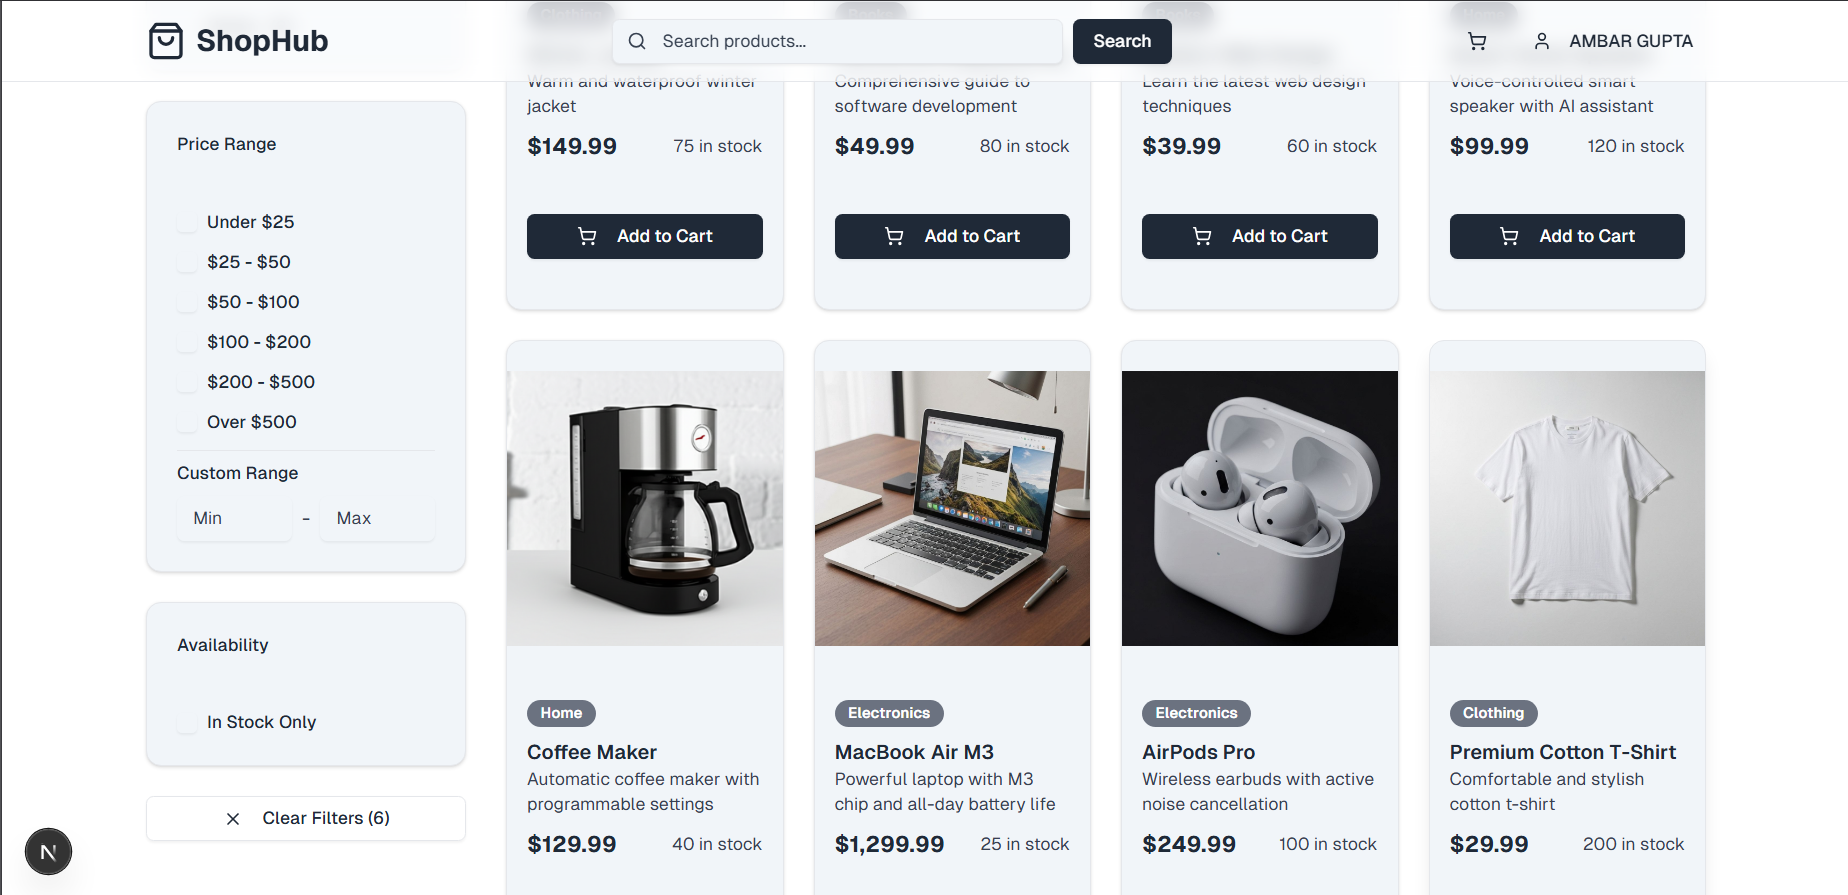 ShopHub
Search products...
Search
AMBAR GUPTA
Price Range
Under $25
$25 - $50
$50 - $100
$100 - $200
$200 - $500
Over $500
Custom Range
Min - Max
Availability
In Stock Only
Clear Filters (6)
N
Warm and waterproof winter
jacket
$149.99 75 in stock
Add to Cart
Comprehensive guide to
software development
$49.99 80 in stock
Add to Cart
Learn the latest web design
techniques
$39.99 60 in stock
Add to Cart
Voice-controlled smart
speaker with AI assistant
$99.99 120 in stock
Add to Cart
Home
Coffee Maker
Automatic coffee maker with
programmable settings
$129.99 40 in stock
Electronics
MacBook Air M3
Powerful laptop with M3
chip and all-day battery life
$1,299.99 25 in stock
Electronics
AirPods Pro
Wireless earbuds with active
noise cancellation
$249.99 100 in stock
Clothing
Premium Cotton T-Shirt
Comfortable and stylish
cotton t-shirt
$29.99 200 in stock